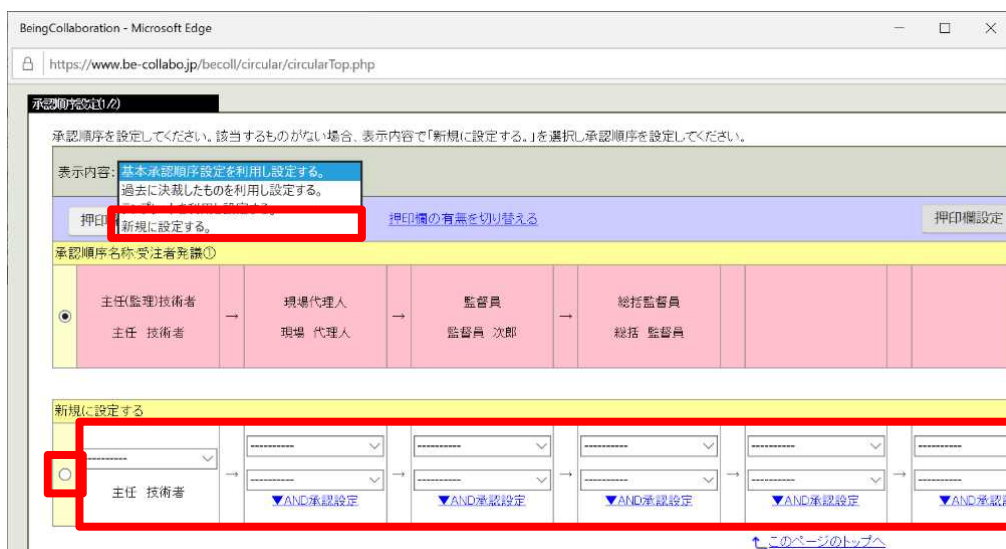 BeingCollaboration - Microsoft Edge
https://www.be-collabo.jp/becoll/circular/circularTop.php
承認順序設定(1/2)
承認順序を設定してください。該当するものがない場合、表示内容で「新規に設定する。」を選択し承認順序を設定してください。
表示内容: 基本承認順序設定を利用し設定する。
過去に決裁したものを利用し設定する。
新規に設定する。
押印 押印欄の有無を切り替える 押印欄設定
承認順序名称:受注者発議①
主任(監理)技術者 → 現場代理人 → 監督員 → 総括監督員
主任 技術者 現場 代理人 監督員 次郎 総括 監督員
新規に設定する
---------- ---------- ---------- ---------- ----------
---------- → ---------- → ---------- → ---------- → ---------- → ----------
主任 技術者 ▼AND承認設定 ▼AND承認設定 ▼AND承認設定 ▼AND承認設定 ▼AND承認
このページのトップへ